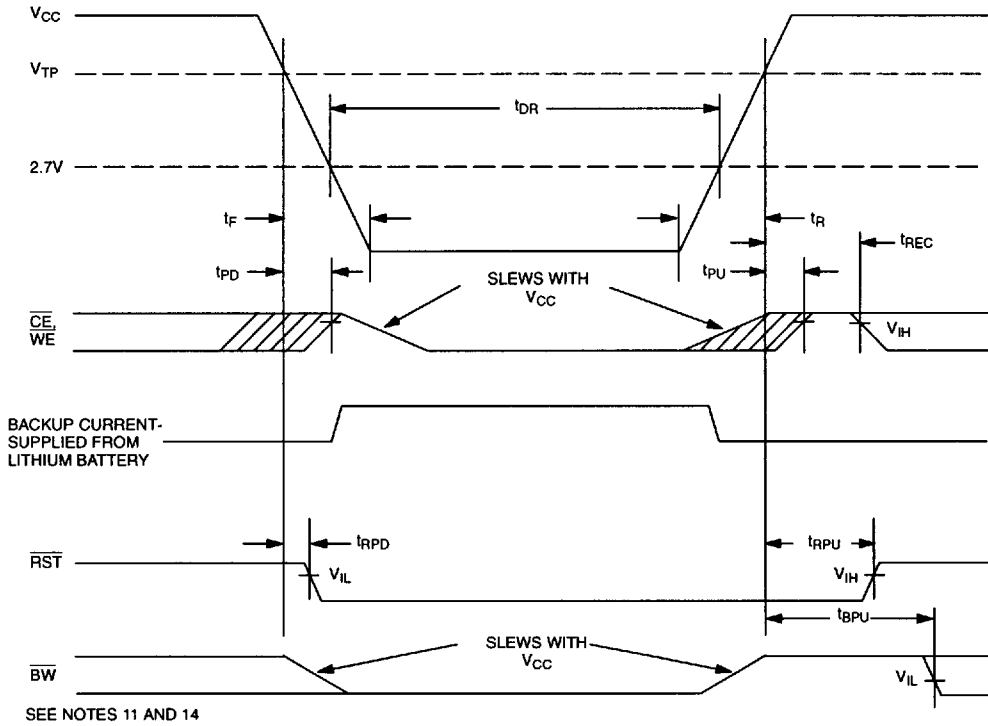 VCC
VTP
tDR
2.7V
tF
tR
tREC
tPD
SLEWS WITH
VCC
tPU
CE,
WE
VIH
BACKUP CURRENT-
SUPPLIED FROM
LITHIUM BATTERY
tRPD
tRPU
RST
VIL
VIH
tBPU
SLEWS WITH
VCC
BW
VIL
SEE NOTES 11 AND 14